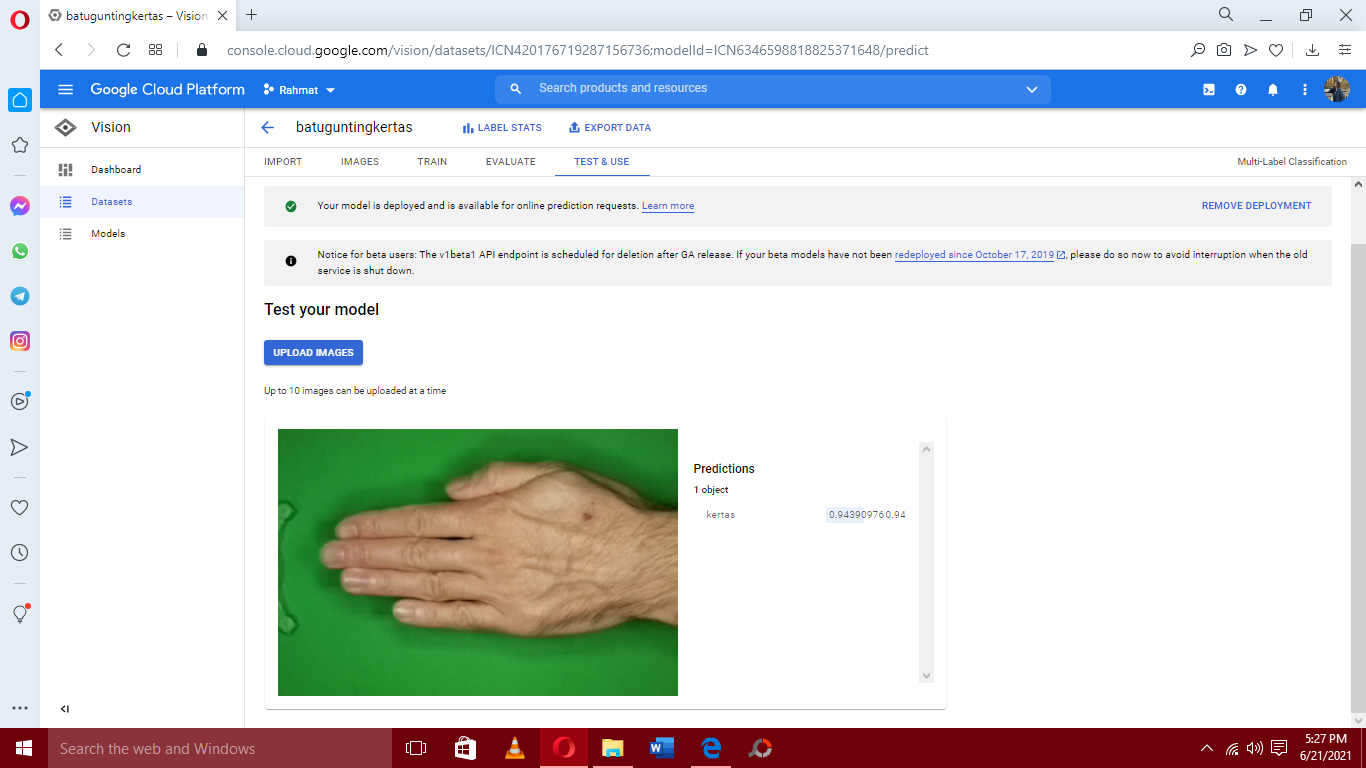 batuguntingkertas – Vision
console.cloud.google.com/vision/datasets/ICN420176719287156736;modelId=ICN6346598818825371648/predict
Google Cloud Platform
Rahmat
Search products and resources
Vision
batuguntingkertas
LABEL STATS
EXPORT DATA
IMPORT
IMAGES
TRAIN
EVALUATE
TEST & USE
Multi-Label Classification
Dashboard
Datasets
Models
Your model is deployed and is available for online prediction requests. Learn more
REMOVE DEPLOYMENT
Notice for beta users: The v1beta1 API endpoint is scheduled for deletion after GA release. If your beta models have not been redeployed since October 17, 2019, please do so now to avoid interruption when the old
service is shut down.
Test your model
UPLOAD IMAGES
Up to 10 images can be uploaded at a time
Predictions
1 object
kertas
0.943909760.94
Search the web and Windows
5:27 PM
6/21/2021